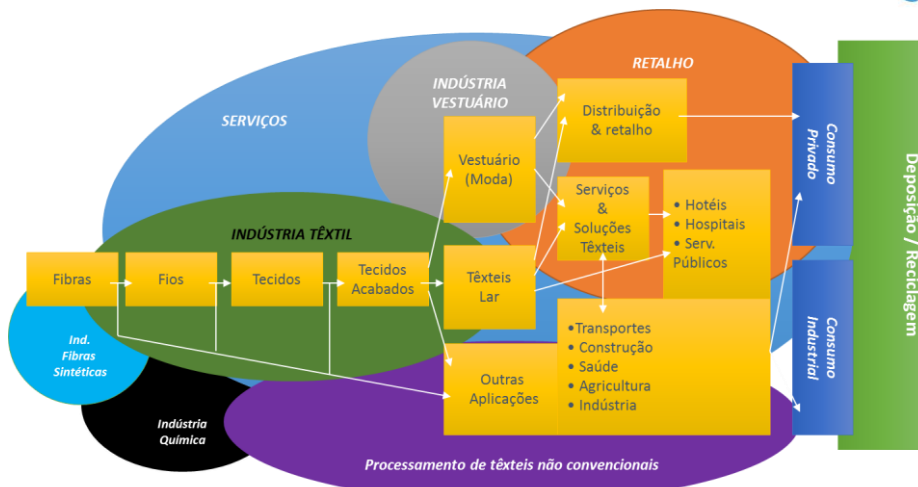 RETALHO
INDÚSTRIA
VESTUÁRIO
SERVIÇOS
Distribuição
& retalho
Consumo
Privado
Vestuário
(Moda)
Serviços
&
Soluções
Têxteis
• Hotéis
• Hospitais
• Serv.
Públicos
Deposição / Reciclagem
INDÚSTRIA TÊXTIL
Fibras
Fios
Tecidos
Tecidos
Acabados
Têxteis
Lar
Ind.
Fibras
Sintéticas
•Transportes
• Construção
• Saúde
• Agricultura
• Indústria
Consumo
Industrial
Outras
Aplicações
Indústria
Química
Processamento de têxteis não convencionais